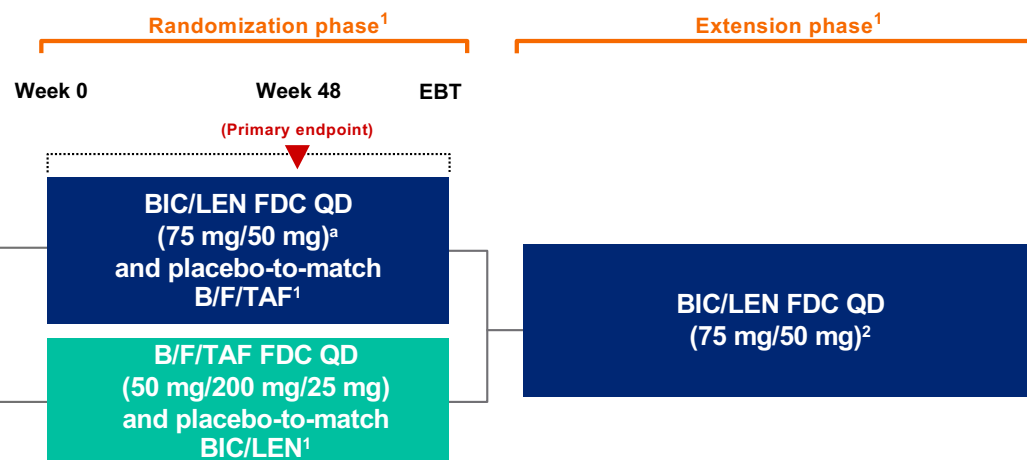 Randomization phase¹
Extension phase¹
Week 0
Week 48
EBT
(Primary endpoint)
BIC/LEN FDC QD
(75 mg/50 mg)ᵃ
and placebo-to-match
B/F/TAF¹
B/F/TAF FDC QD
(50 mg/200 mg/25 mg)
and placebo-to-match
BIC/LEN¹
BIC/LEN FDC QD
(75 mg/50 mg)²